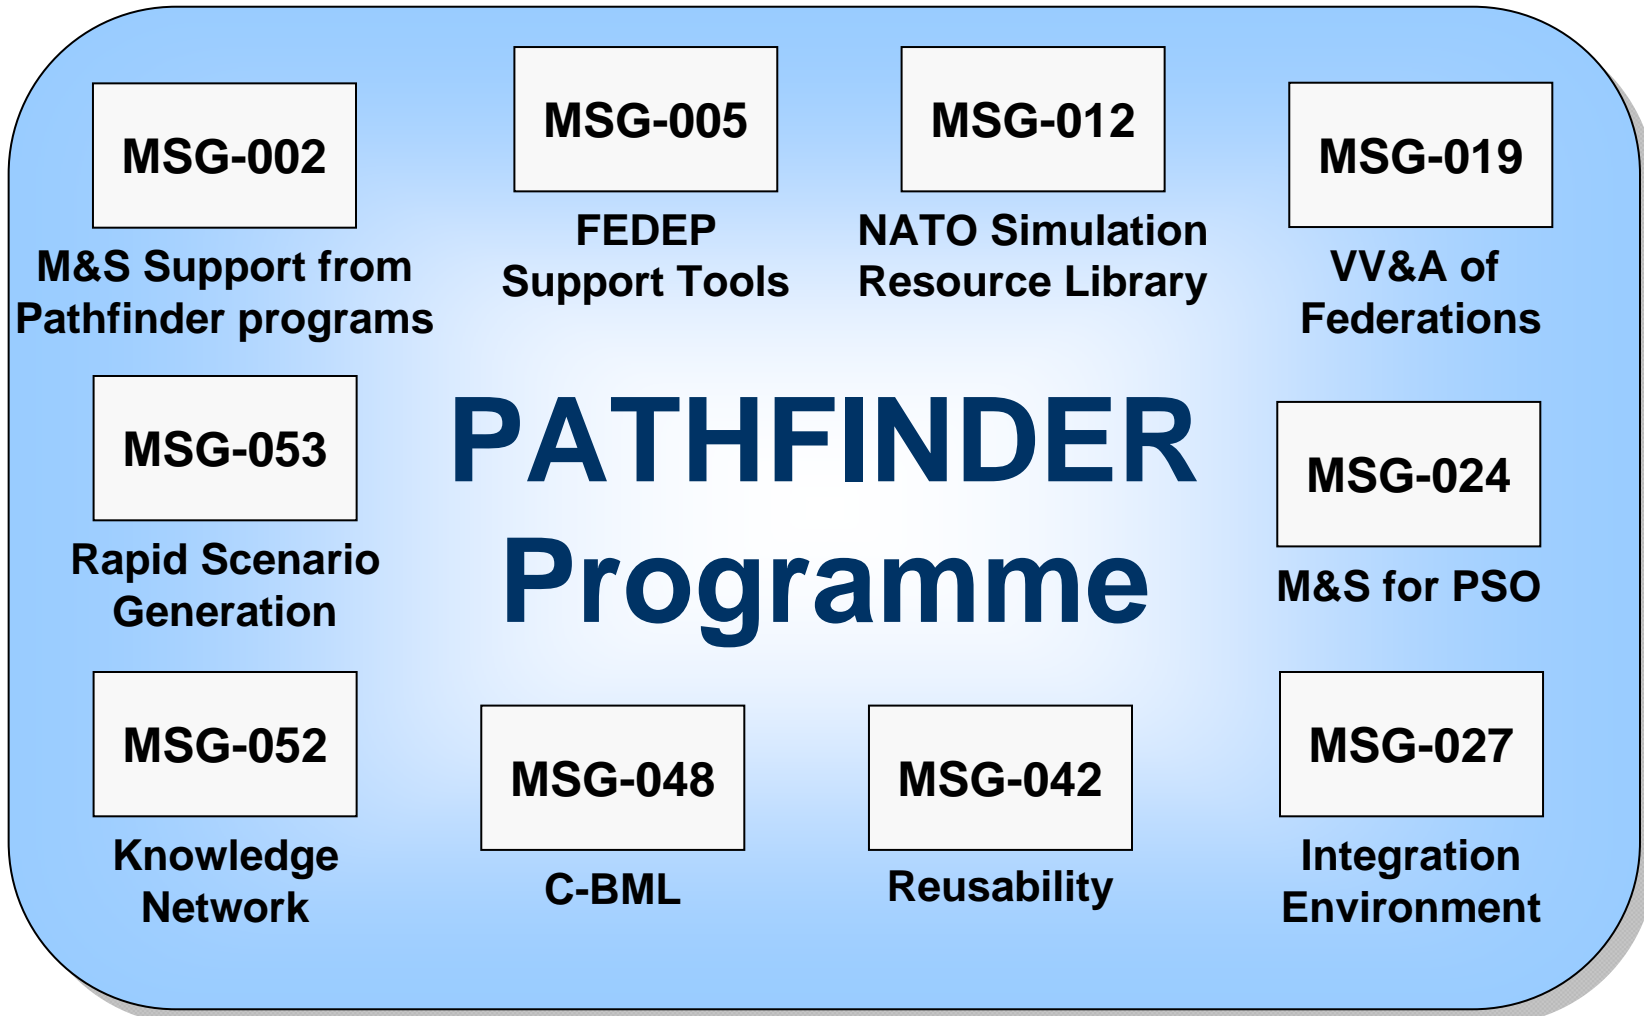 MSG-002
M&S Support from
Pathfinder programs
MSG-005
FEDEP
Support Tools
MSG-012
NATO Simulation
Resource Library
MSG-019
VV&A of
Federations
PATHFINDER
Programme
MSG-053
Rapid Scenario
Generation
MSG-024
M&S for PSO
MSG-052
Knowledge
Network
MSG-048
C-BML
MSG-042
Reusability
MSG-027
Integration
Environment